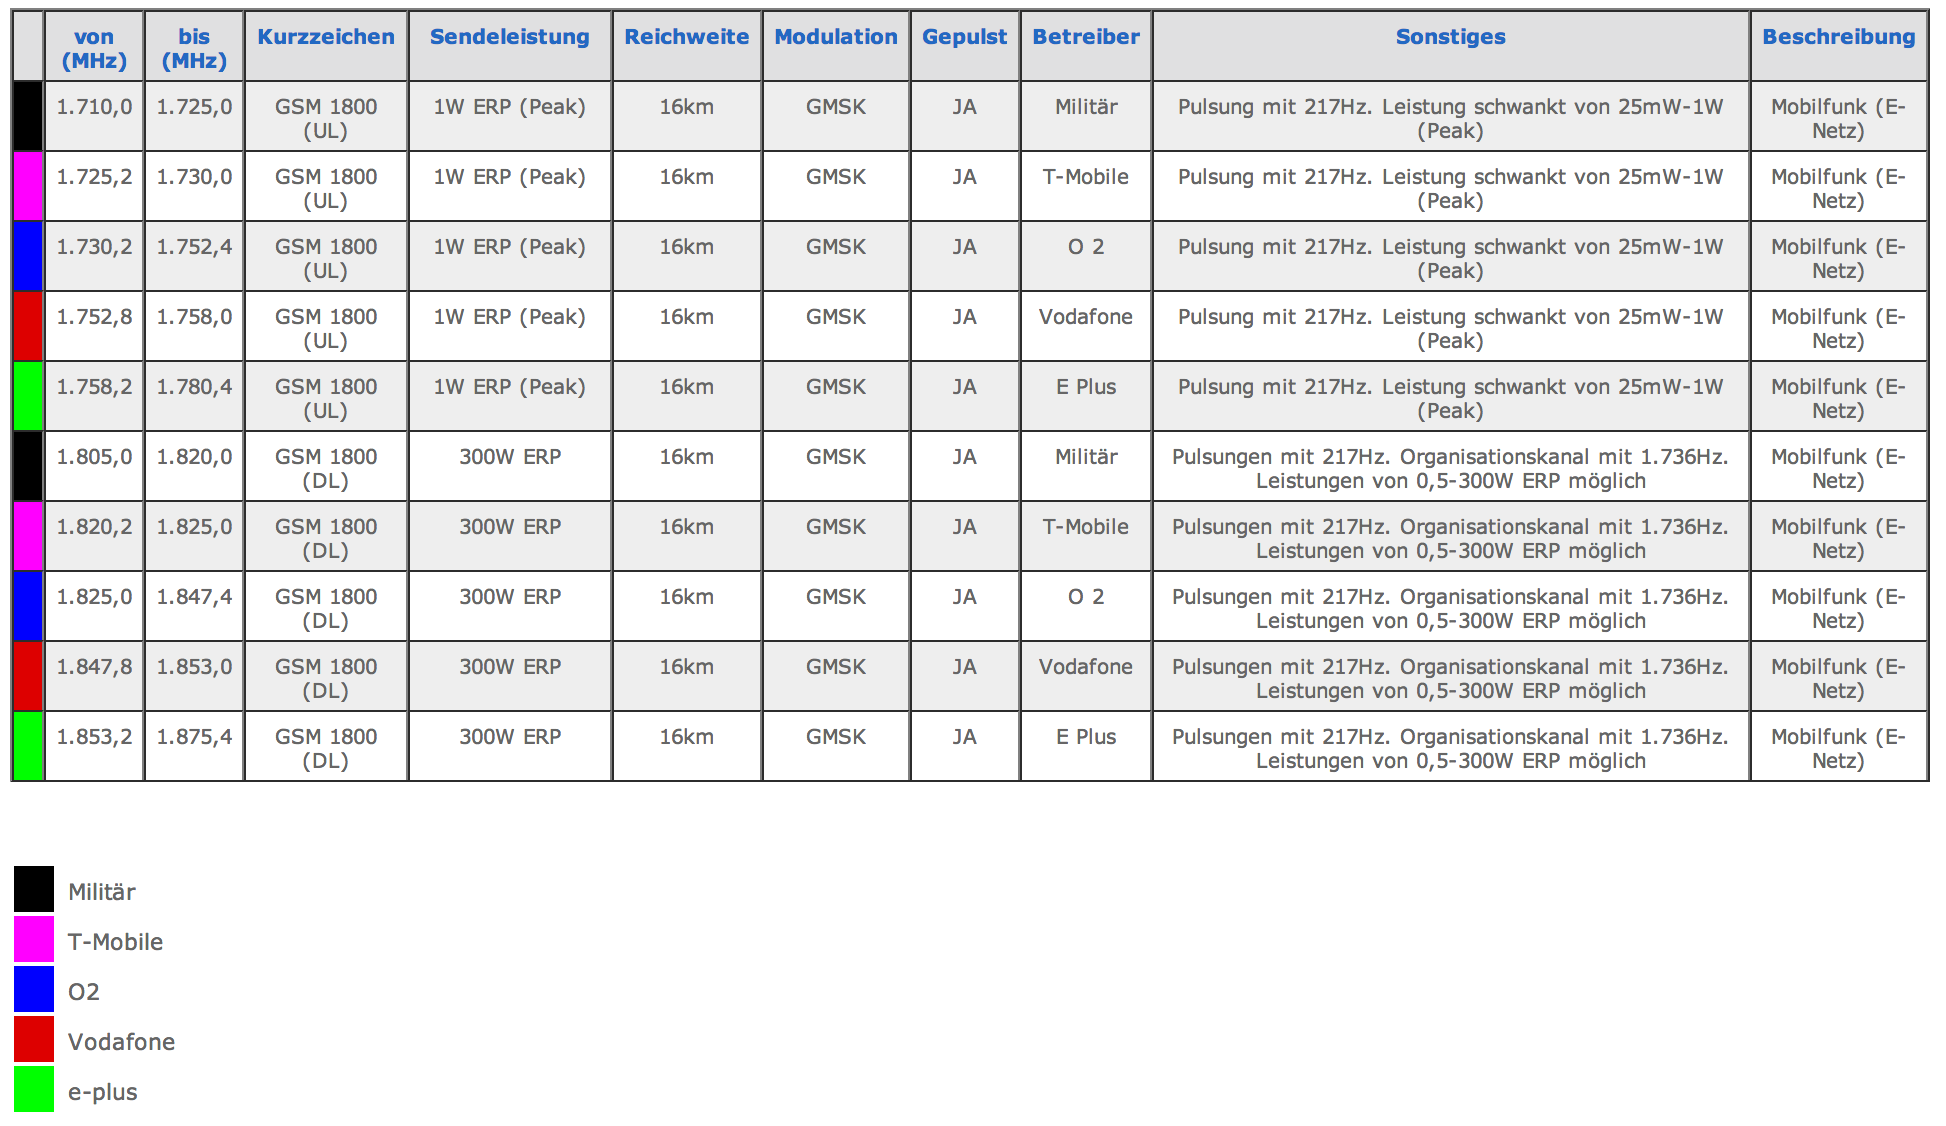 von (MHz) bis (MHz) Kurzzeichen Sendeleistung Reichweite Modulation Gepulst Betreiber Sonstiges Beschreibung
1.710,0 1.725,0 GSM 1800 (UL) 1W ERP (Peak) 16km GMSK JA Militär Pulsung mit 217Hz. Leistung schwankt von 25mW-1W (Peak) Mobilfunk (E-Netz)
1.725,2 1.730,0 GSM 1800 (UL) 1W ERP (Peak) 16km GMSK JA T-Mobile Pulsung mit 217Hz. Leistung schwankt von 25mW-1W (Peak) Mobilfunk (E-Netz)
1.730,2 1.752,4 GSM 1800 (UL) 1W ERP (Peak) 16km GMSK JA O 2 Pulsung mit 217Hz. Leistung schwankt von 25mW-1W (Peak) Mobilfunk (E-Netz)
1.752,8 1.758,0 GSM 1800 (UL) 1W ERP (Peak) 16km GMSK JA Vodafone Pulsung mit 217Hz. Leistung schwankt von 25mW-1W (Peak) Mobilfunk (E-Netz)
1.758,2 1.780,4 GSM 1800 (UL) 1W ERP (Peak) 16km GMSK JA E Plus Pulsung mit 217Hz. Leistung schwankt von 25mW-1W (Peak) Mobilfunk (E-Netz)
1.805,0 1.820,0 GSM 1800 (DL) 300W ERP 16km GMSK JA Militär Pulsungen mit 217Hz. Organisationskanal mit 1.736Hz. Leistungen von 0,5-300W ERP möglich Mobilfunk (E-Netz)
1.820,2 1.825,0 GSM 1800 (DL) 300W ERP 16km GMSK JA T-Mobile Pulsungen mit 217Hz. Organisationskanal mit 1.736Hz. Leistungen von 0,5-300W ERP möglich Mobilfunk (E-Netz)
1.825,0 1.847,4 GSM 1800 (DL) 300W ERP 16km GMSK JA O 2 Pulsungen mit 217Hz. Organisationskanal mit 1.736Hz. Leistungen von 0,5-300W ERP möglich Mobilfunk (E-Netz)
1.847,8 1.853,0 GSM 1800 (DL) 300W ERP 16km GMSK JA Vodafone Pulsungen mit 217Hz. Organisationskanal mit 1.736Hz. Leistungen von 0,5-300W ERP möglich Mobilfunk (E-Netz)
1.853,2 1.875,4 GSM 1800 (DL) 300W ERP 16km GMSK JA E Plus Pulsungen mit 217Hz. Organisationskanal mit 1.736Hz. Leistungen von 0,5-300W ERP möglich Mobilfunk (E-Netz)
Militär
T-Mobile
O2
Vodafone
e-plus